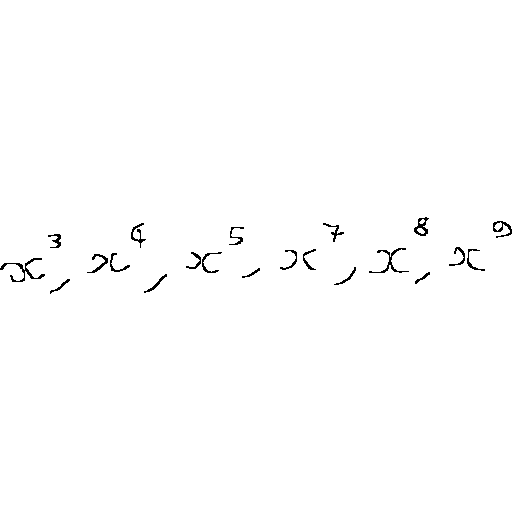 x³, x⁴, x⁵, x⁷, x⁸, x⁹